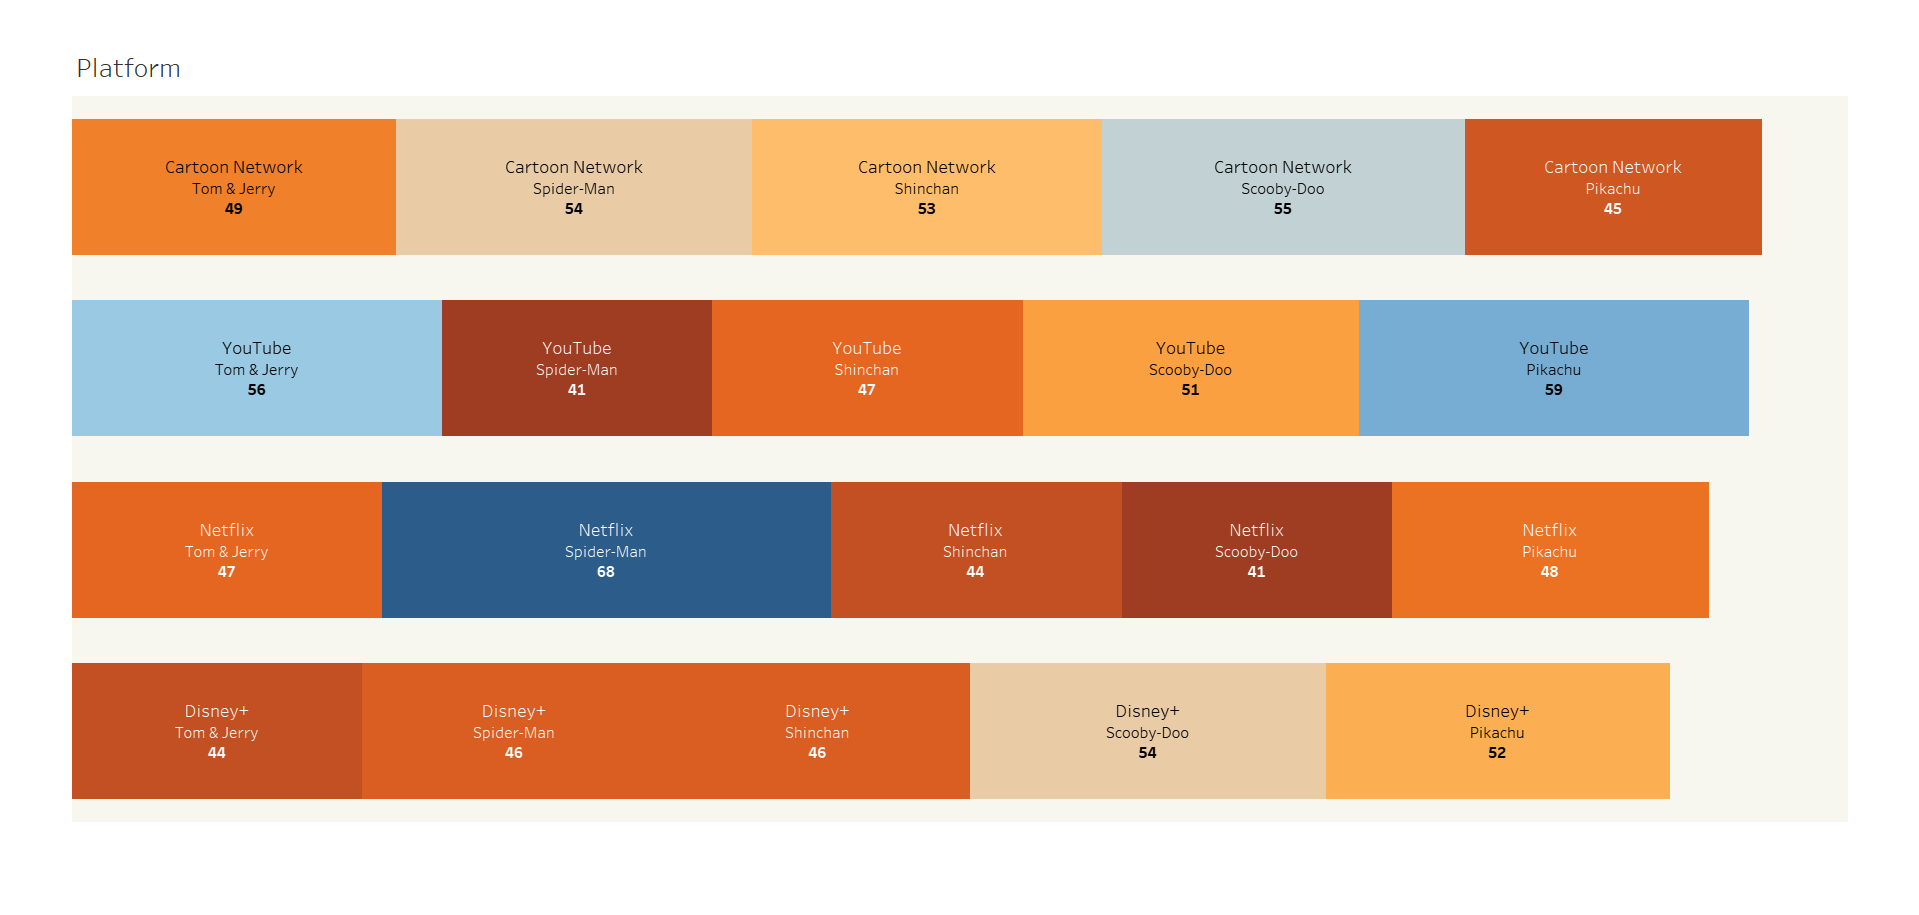 Platform
Cartoon Network
Tom & Jerry
49
Cartoon Network
Spider-Man
54
Cartoon Network
Shinchan
53
Cartoon Network
Scooby-Doo
55
Cartoon Network
Pikachu
45
YouTube
Tom & Jerry
56
YouTube
Spider-Man
41
YouTube
Shinchan
47
YouTube
Scooby-Doo
51
YouTube
Pikachu
59
Netflix
Tom & Jerry
47
Netflix
Spider-Man
68
Netflix
Shinchan
44
Netflix
Scooby-Doo
41
Netflix
Pikachu
48
Disney+
Tom & Jerry
44
Disney+
Spider-Man
46
Disney+
Shinchan
46
Disney+
Scooby-Doo
54
Disney+
Pikachu
52